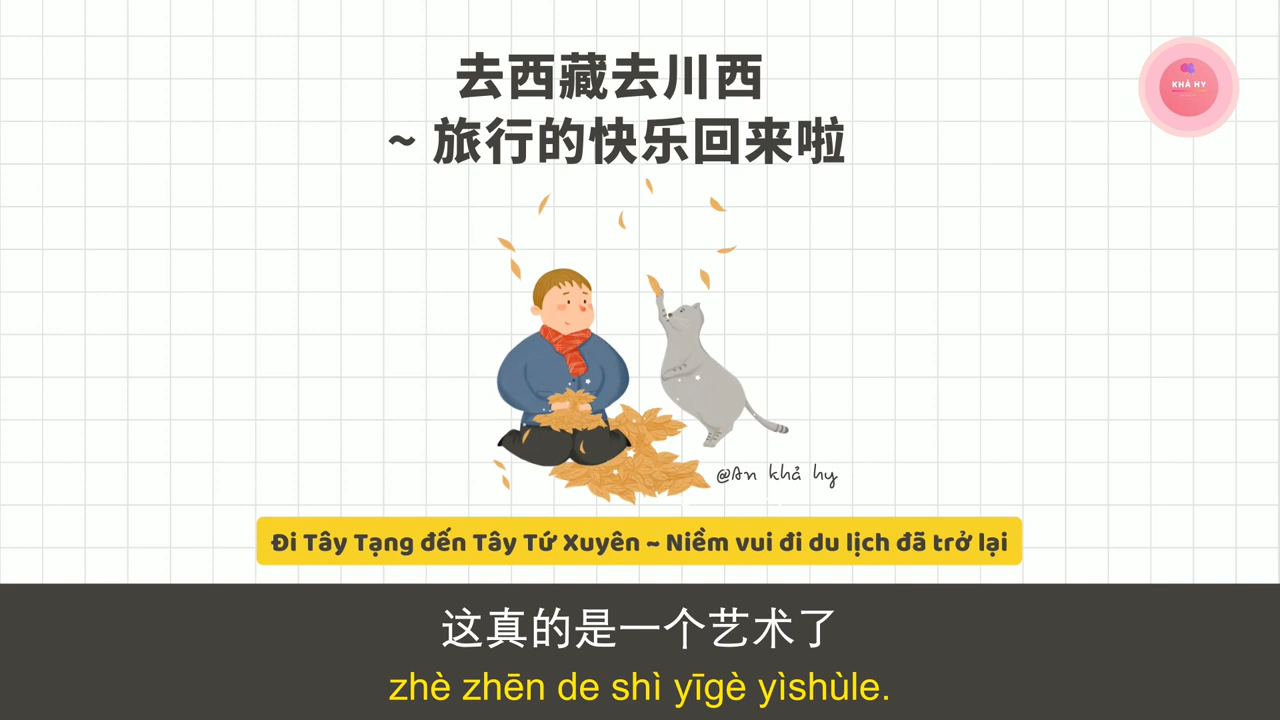 去西藏去川西
~ 旅行的快乐回来啦
KHẢ HY
@An khả hy
Đi Tây Tạng đến Tây Tứ Xuyên ~ Niềm vui đi du lịch đã trở lại
这真的是一个艺术了
zhè zhēn de shì yīgè yìshùle.